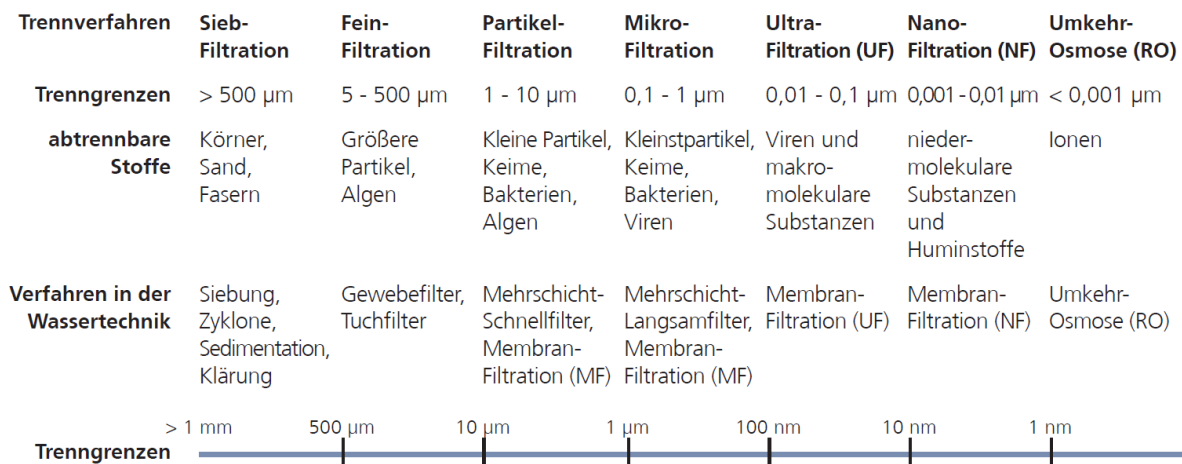 Trennverfahren Sieb- Fein- Partikel- Mikro- Ultra- Nano- Umkehr-
Filtration Filtration Filtration Filtration Filtration (UF) Filtration (NF) Osmose (RO)
Trenngrenzen > 500 µm 5 - 500 µm 1 - 10 µm 0,1 - 1 µm 0,01 - 0,1 µm 0,001 - 0,01 µm < 0,001 µm
abtrennbare Körner, Größere Kleine Partikel, Kleinstpartikel, Viren und nieder- Ionen
Stoffe Sand, Partikel, Keime, Keime, makro- molekulare
Fasern Algen Bakterien, Bakterien, molekulare Substanzen
Algen Viren Substanzen und
Huminstoffe
Verfahren in der Siebung, Gewebefilter, Mehrschicht- Mehrschicht- Membran- Membran- Umkehr-
Wassertechnik Zyklone, Tuchfilter Schnellfilter, Langsamfilter, Filtration (UF) Filtration (NF) Osmose (RO)
Sedimentation, Membran- Membran-
Klärung Filtration (MF) Filtration (MF)
> 1 mm 500 µm 10 µm 1 µm 100 nm 10 nm 1 nm
Trenngrenzen